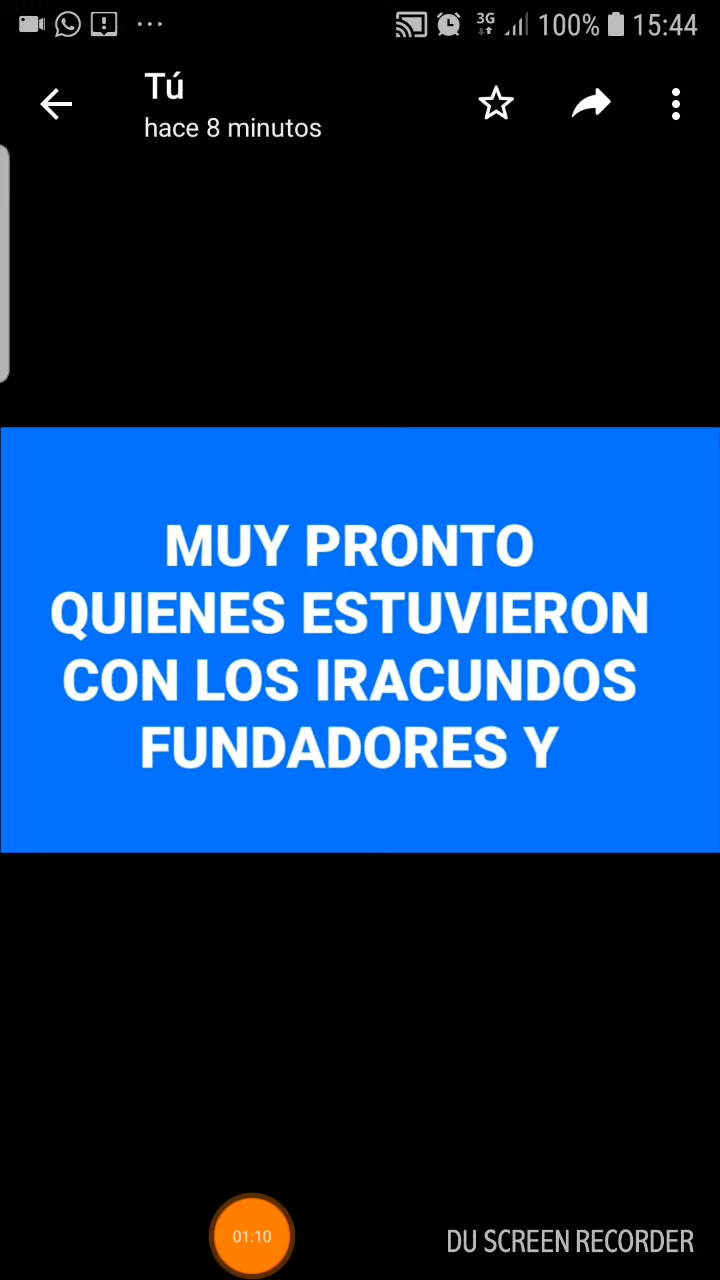 3G 100% 15:44
Tú
hace 8 minutos
MUY PRONTO
QUIENES ESTUVIERON
CON LOS IRACUNDOS
FUNDADORES Y
01:10
DU SCREEN RECORDER